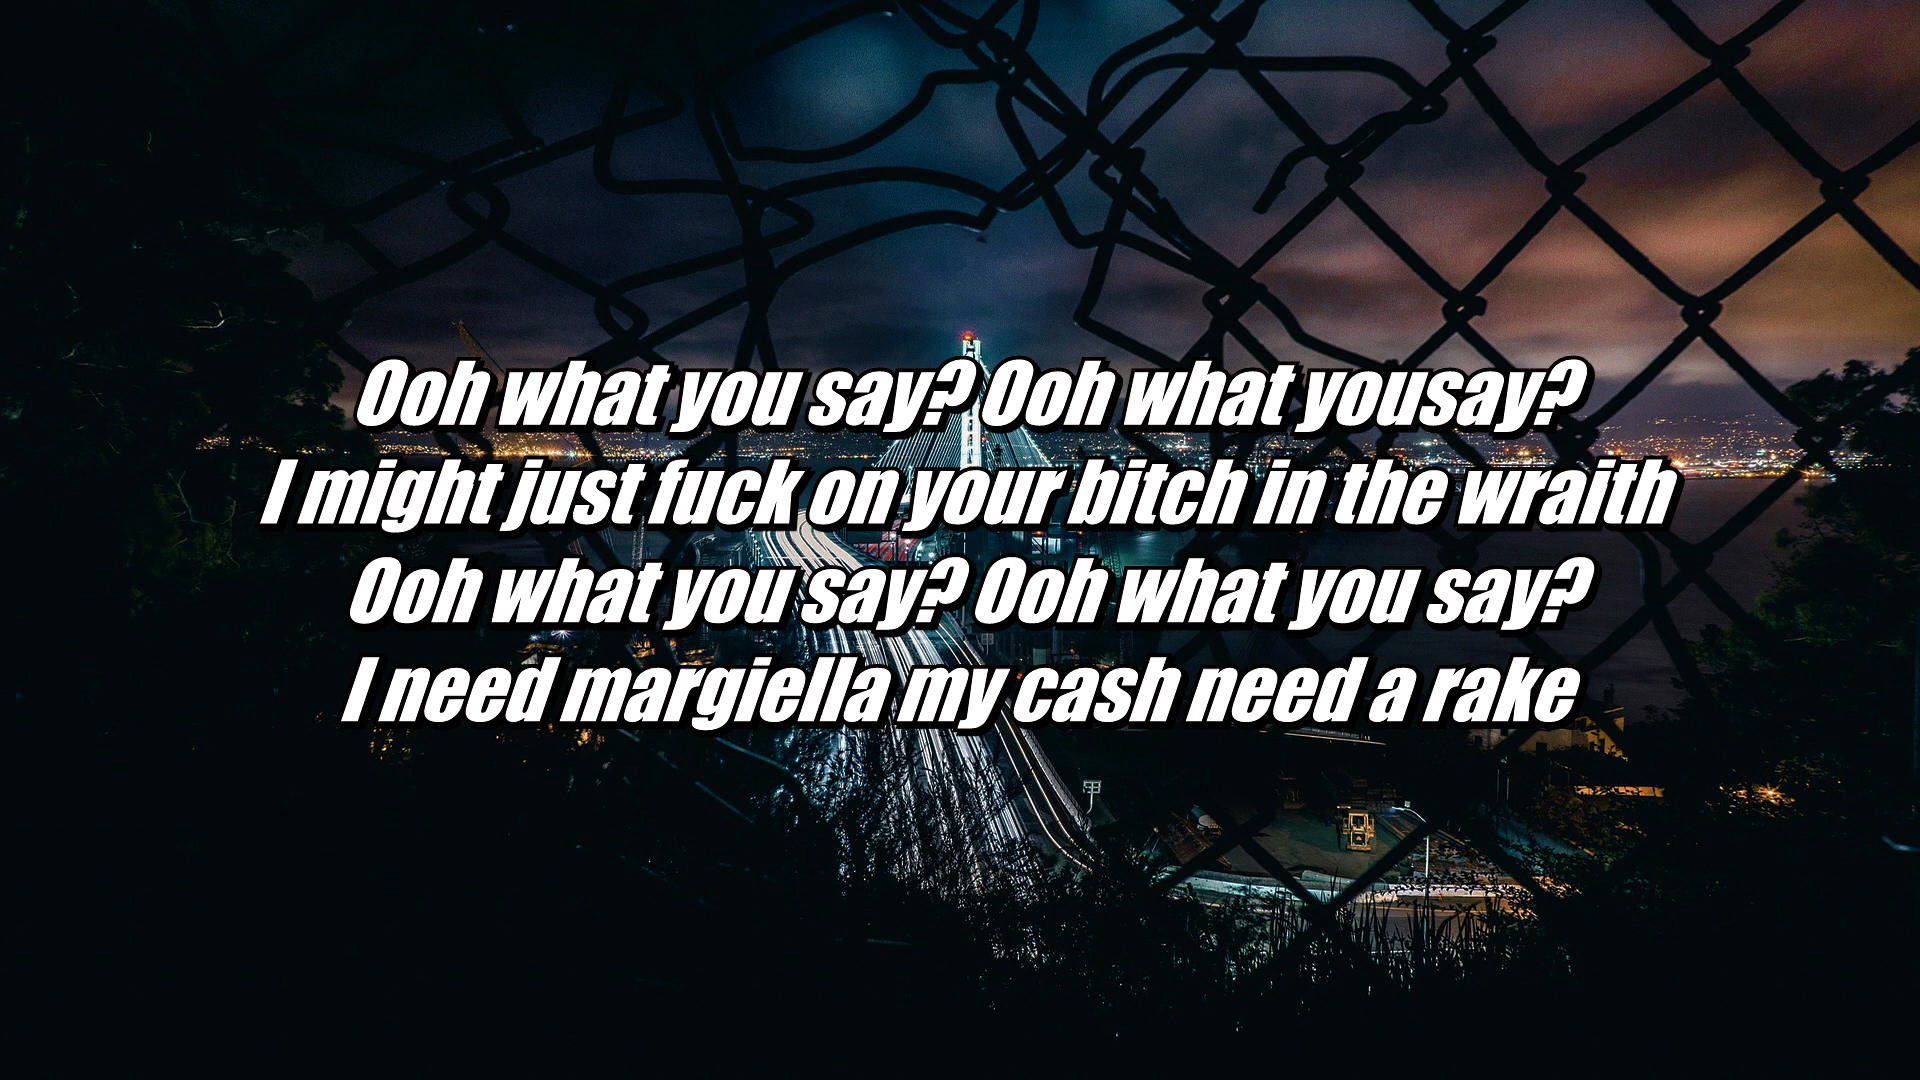 Ooh what you say? Ooh what yousay?
I might just fuck on your bitch in the wraith
Ooh what you say? Ooh what you say?
I need margiella my cash need a rake